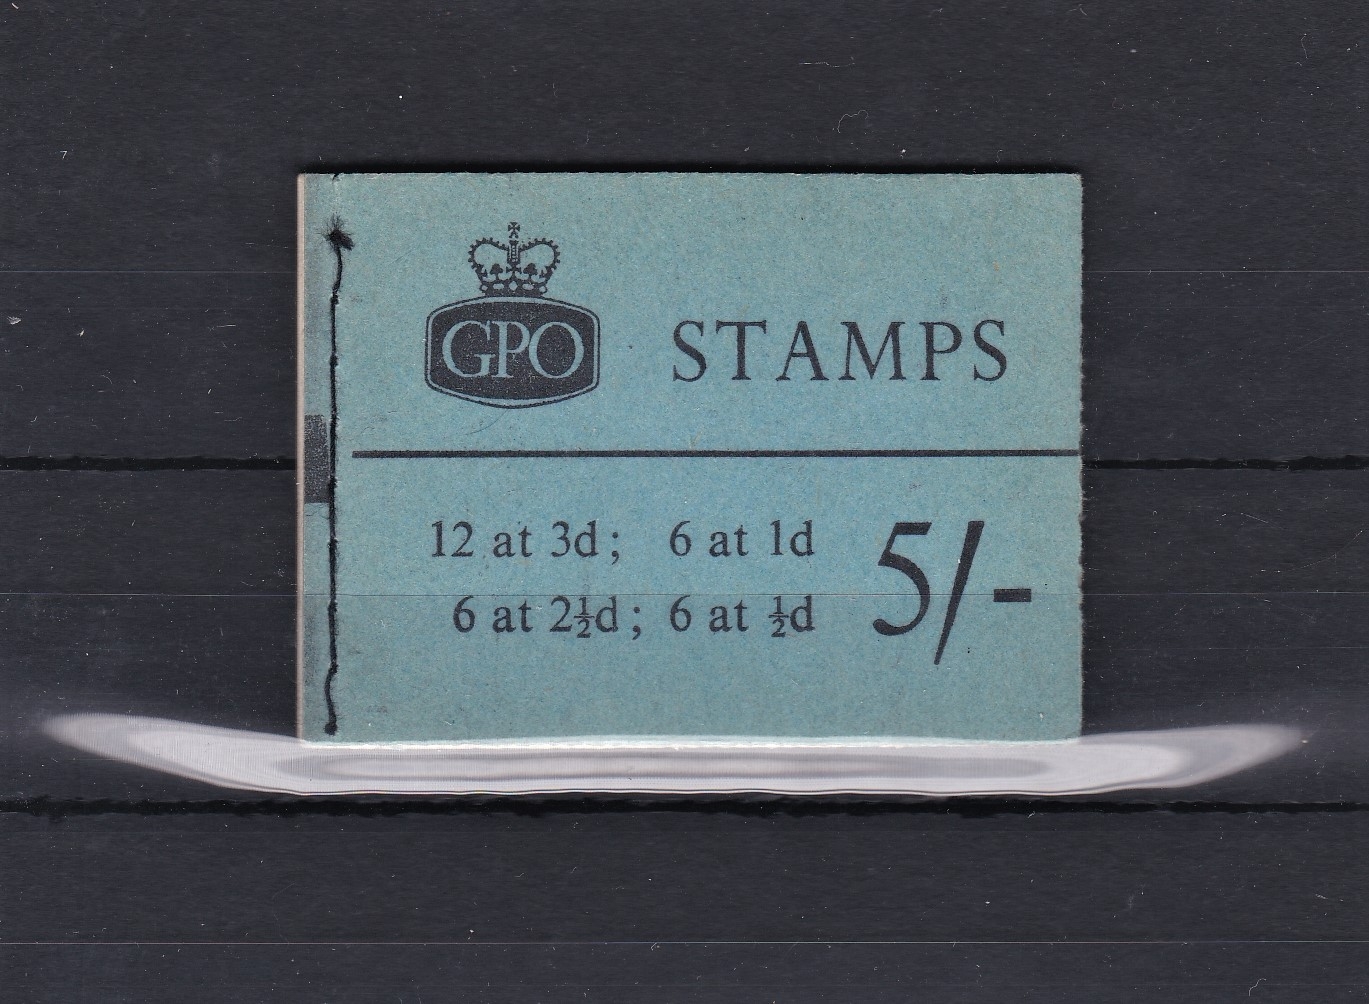 GPO STAMPS
12 at 3d; 6 at 1d
6 at 2½d; 6 at ½d
5/-